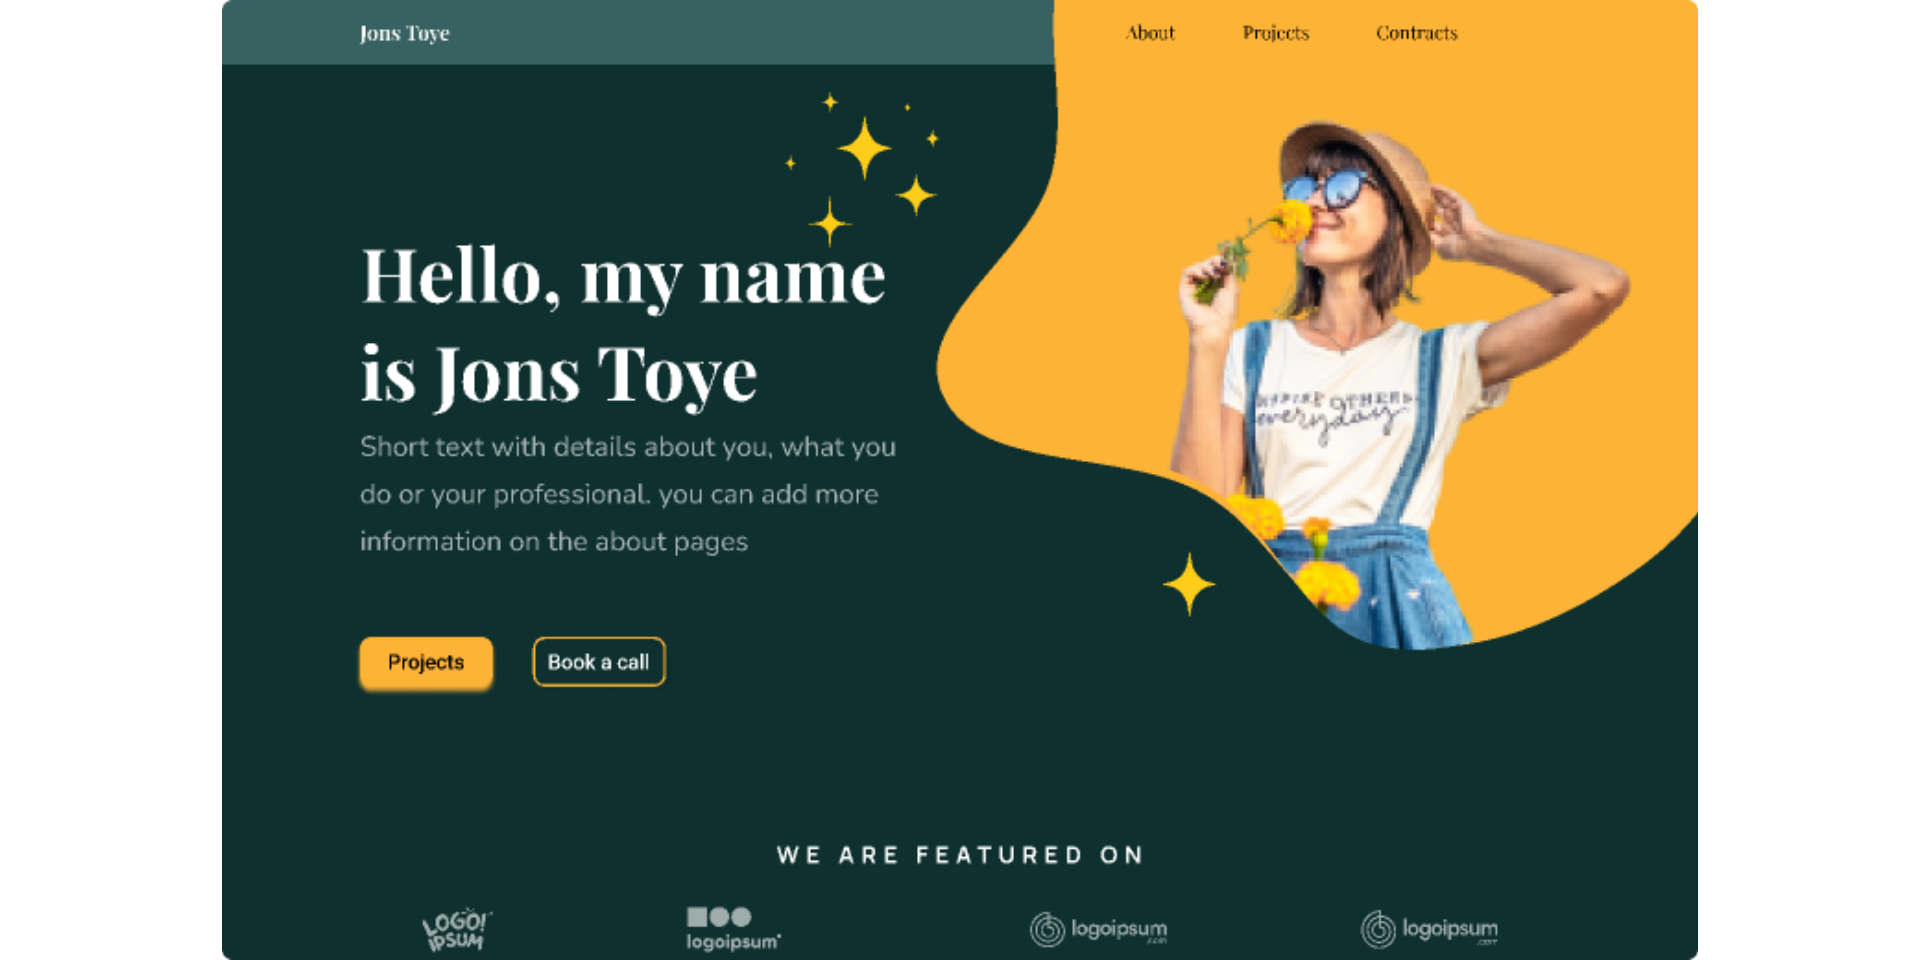 Jons Toye
About
Projects
Contracts
Hello, my name
is Jons Toye
Short text with details about you, what you
do or your professional. you can add more
information on the about pages
INSPIRE OTHERS
everyday
Projects
Book a call
WE ARE FEATURED ON
LOGO!
IPSUM
logoipsum
logoipsum
.com
logoipsum
.com